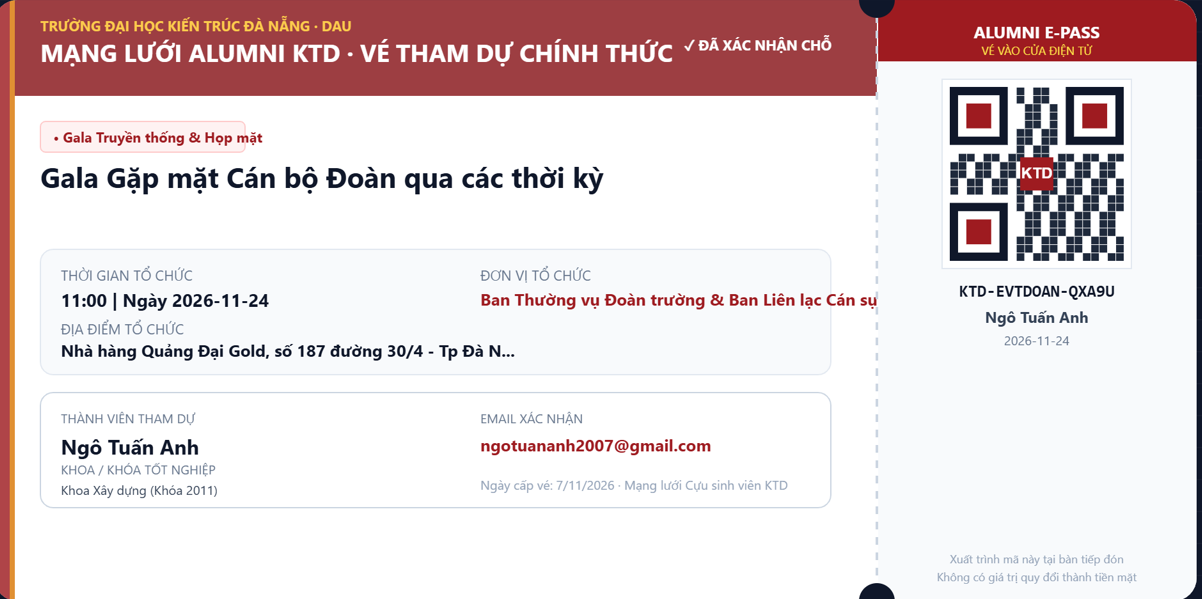 TRƯỜNG ĐẠI HỌC KIẾN TRÚC ĐÀ NẴNG · DAU
MẠNG LƯỚI ALUMNI KTD · VÉ THAM DỰ CHÍNH THỨC
✓ ĐÃ XÁC NHẬN CHỖ
• Gala Truyền thống & Họp mặt
Gala Gặp mặt Cán bộ Đoàn qua các thời kỳ
THỜI GIAN TỔ CHỨC
11:00 | Ngày 2026-11-24
ĐƠN VỊ TỔ CHỨC
Ban Thường vụ Đoàn trường & Ban Liên lạc Cán sụ
ĐỊA ĐIỂM TỔ CHỨC
Nhà hàng Quảng Đại Gold, số 187 đường 30/4 - Tp Đà N...
THÀNH VIÊN THAM DỰ
Ngô Tuấn Anh
KHOA / KHÓA TỐT NGHIỆP
Khoa Xây dựng (Khóa 2011)
EMAIL XÁC NHẬN
ngotuananh2007@gmail.com
Ngày cấp vé: 7/11/2026 · Mạng lưới Cựu sinh viên KTD
ALUMNI E-PASS
VÉ VÀO CỬA ĐIỆN TỬ
KTD
KTD-EVTDOAN-QXA9U
Ngô Tuấn Anh
2026-11-24
Xuất trình mã này tại bàn tiếp đón
Không có giá trị quy đổi thành tiền mặt